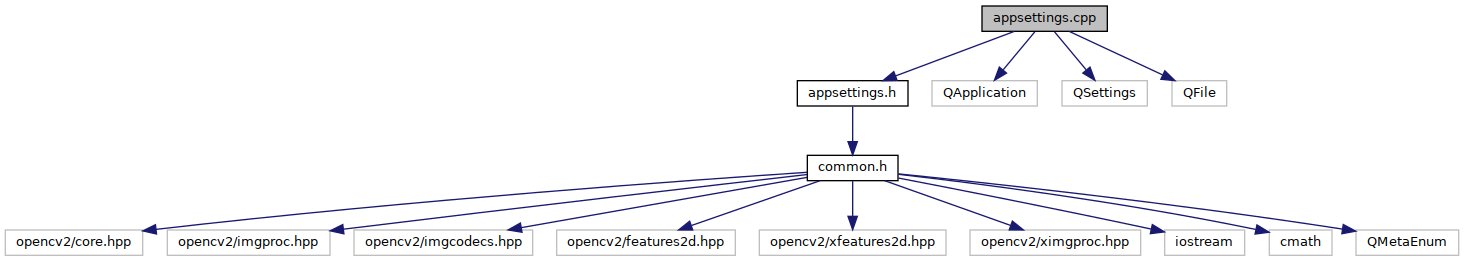 appsettings.cpp
appsettings.h
QApplication
QSettings
QFile
common.h
opencv2/core.hpp
opencv2/imgproc.hpp
opencv2/imgcodecs.hpp
opencv2/features2d.hpp
opencv2/xfeatures2d.hpp
opencv2/ximgproc.hpp
iostream
cmath
QMetaEnum